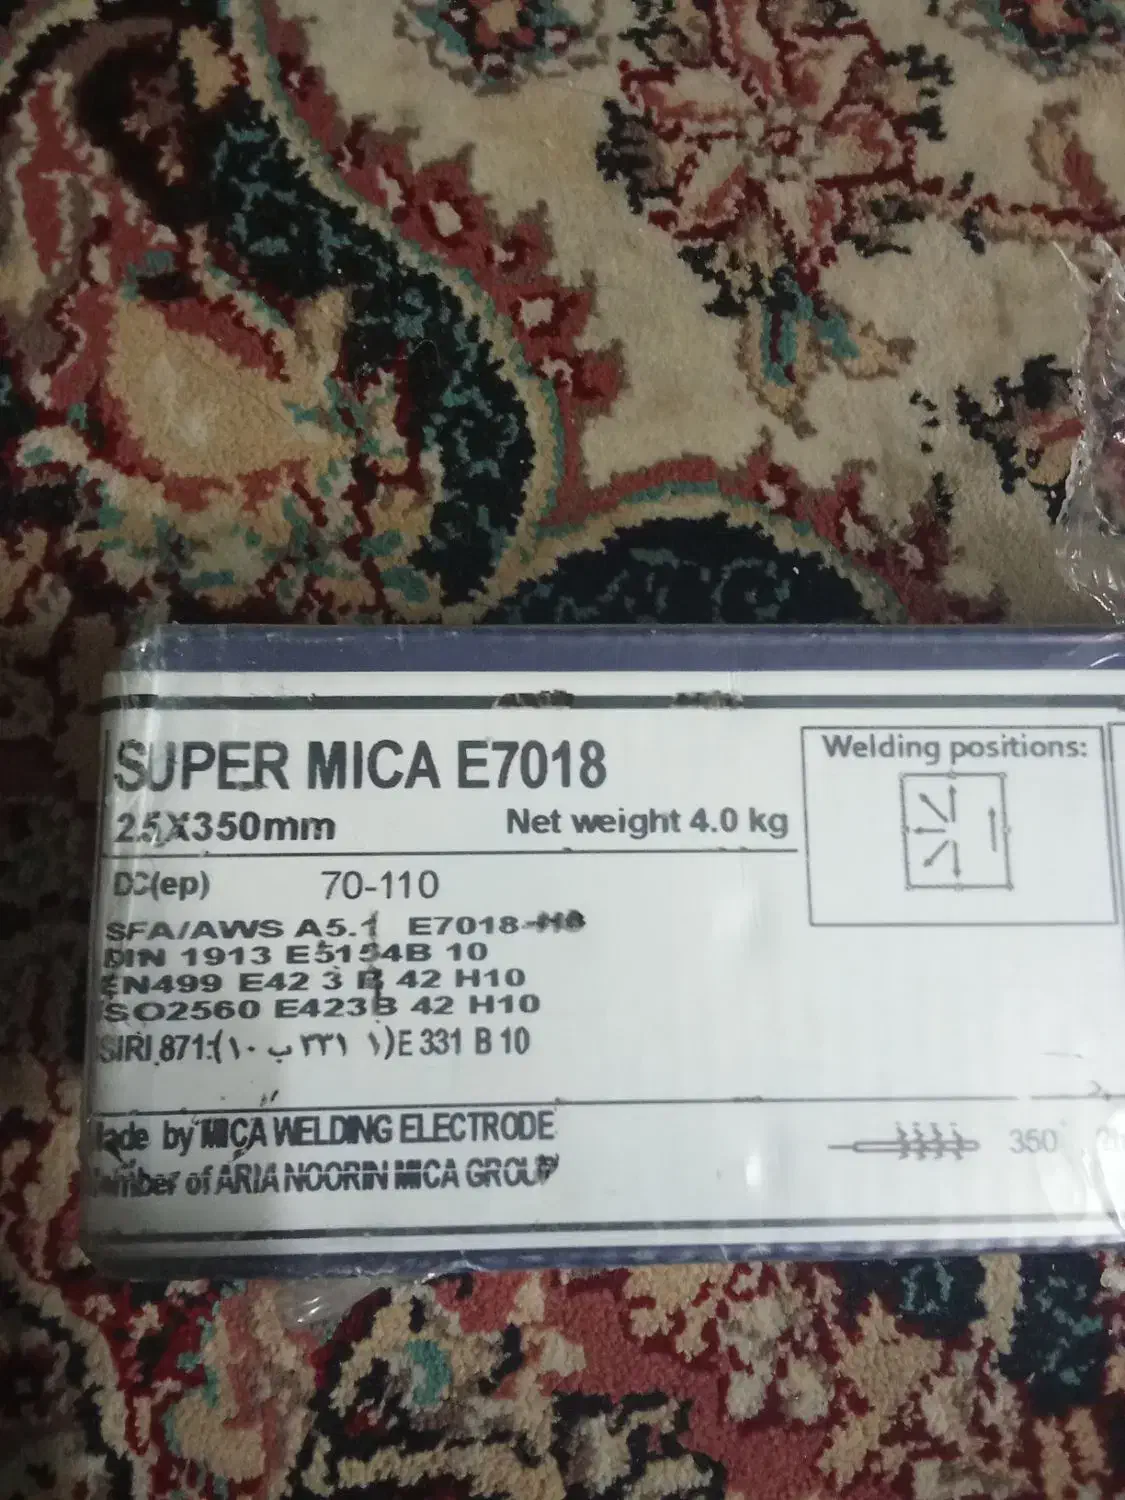 SUPER MICA E7018
2.5X350mm
Net weight 4.0 kg
DC(ep) 70-110
SFA/AWS A5.1 E7018-H8
DIN 1913 E5154B 10
EN499 E42 3 B 42 H10
ISO2560 E423B 42 H10
ISIRI 871:(۱ ۳۳۱ ب ۱۰)E 331 B 10
Made by MICA WELDING ELECTRODE
Member of ARIA NOORIN MICA GROUP
Welding positions:
350° 2h